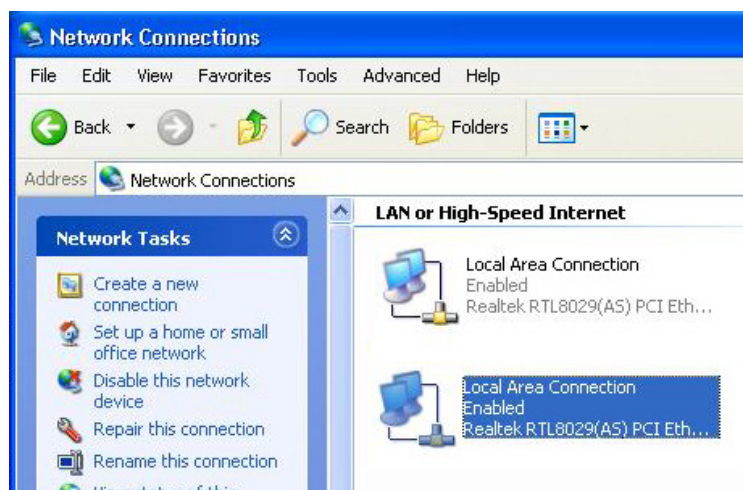 Network Connections
File Edit View Favorites Tools Advanced Help
Back Search Folders
Address Network Connections
Network Tasks
Create a new
connection
Set up a home or small
office network
Disable this network
device
Repair this connection
Rename this connection
LAN or High-Speed Internet
Local Area Connection
Enabled
Realtek RTL8029(AS) PCI Eth...
Local Area Connection
Enabled
Realtek RTL8029(AS) PCI Eth...